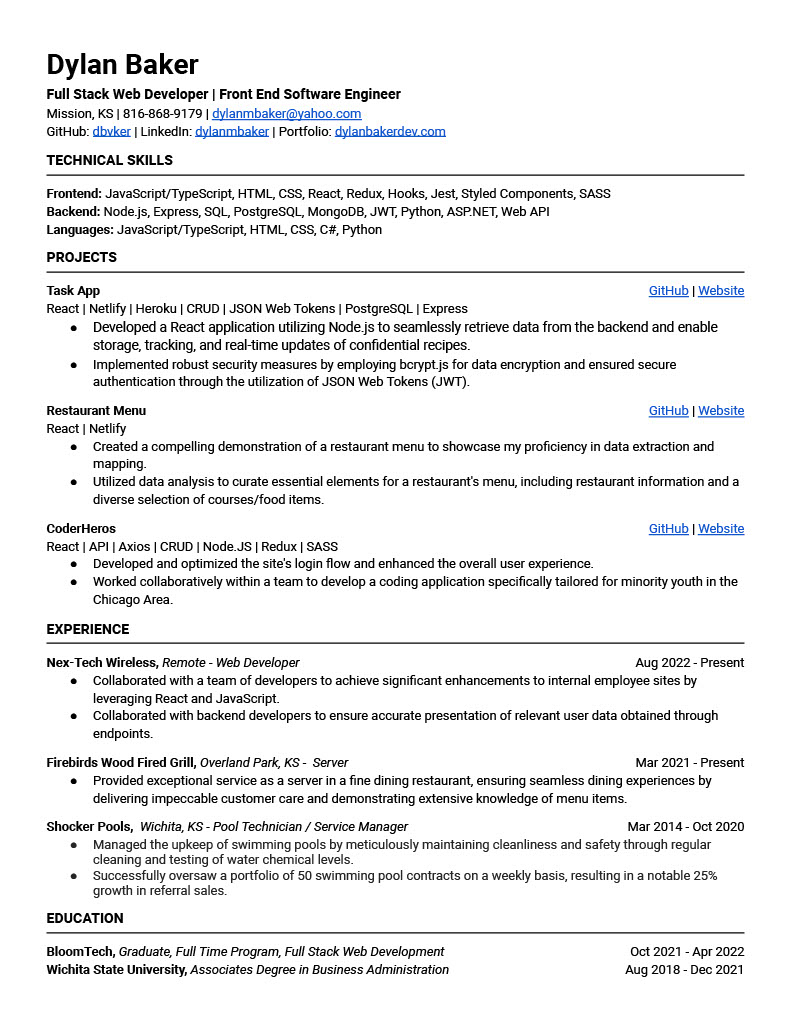 Dylan Baker
Full Stack Web Developer | Front End Software Engineer
Mission, KS | 816-868-9179 | dylanmbaker@yahoo.com
GitHub: dbvker | LinkedIn: dylanmbaker | Portfolio: dylanbakerdev.com
TECHNICAL SKILLS
Frontend: JavaScript/TypeScript, HTML, CSS, React, Redux, Hooks, Jest, Styled Components, SASS
Backend: Node.js, Express, SQL, PostgreSQL, MongoDB, JWT, Python, ASP.NET, Web API
Languages: JavaScript/TypeScript, HTML, CSS, C#, Python
PROJECTS
Task App GitHub | Website
React | Netlify | Heroku | CRUD | JSON Web Tokens | PostgreSQL | Express
● Developed a React application utilizing Node.js to seamlessly retrieve data from the backend and enable
storage, tracking, and real-time updates of confidential recipes.
● Implemented robust security measures by employing bcrypt.js for data encryption and ensured secure
authentication through the utilization of JSON Web Tokens (JWT).
Restaurant Menu GitHub | Website
React | Netlify
● Created a compelling demonstration of a restaurant menu to showcase my proficiency in data extraction and
mapping.
● Utilized data analysis to curate essential elements for a restaurant's menu, including restaurant information and a
diverse selection of courses/food items.
CoderHeros GitHub | Website
React | API | Axios | CRUD | Node.JS | Redux | SASS
● Developed and optimized the site's login flow and enhanced the overall user experience.
● Worked collaboratively within a team to develop a coding application specifically tailored for minority youth in the
Chicago Area.
EXPERIENCE
Nex-Tech Wireless, Remote - Web Developer Aug 2022 - Present
● Collaborated with a team of developers to achieve significant enhancements to internal employee sites by
leveraging React and JavaScript.
● Collaborated with backend developers to ensure accurate presentation of relevant user data obtained through
endpoints.
Firebirds Wood Fired Grill, Overland Park, KS - Server Mar 2021 - Present
● Provided exceptional service as a server in a fine dining restaurant, ensuring seamless dining experiences by
delivering impeccable customer care and demonstrating extensive knowledge of menu items.
Shocker Pools, Wichita, KS - Pool Technician / Service Manager Mar 2014 - Oct 2020
● Managed the upkeep of swimming pools by meticulously maintaining cleanliness and safety through regular
cleaning and testing of water chemical levels.
● Successfully oversaw a portfolio of 50 swimming pool contracts on a weekly basis, resulting in a notable 25%
growth in referral sales.
EDUCATION
BloomTech, Graduate, Full Time Program, Full Stack Web Development Oct 2021 - Apr 2022
Wichita State University, Associates Degree in Business Administration Aug 2018 - Dec 2021